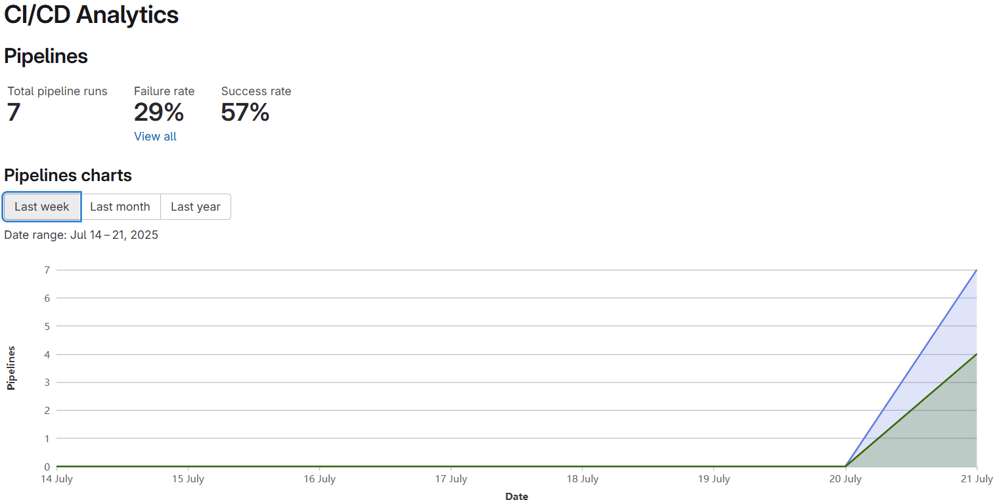 CI/CD Analytics
Pipelines
Total pipeline runs Failure rate Success rate
7 29% 57%
View all
Pipelines charts
Last week Last month Last year
Date range: Jul 14 – 21, 2025
7
6
5
4
3
2
1
0
Pipelines
14 July 15 July 16 July 17 July 18 July 19 July 20 July 21 July
Date